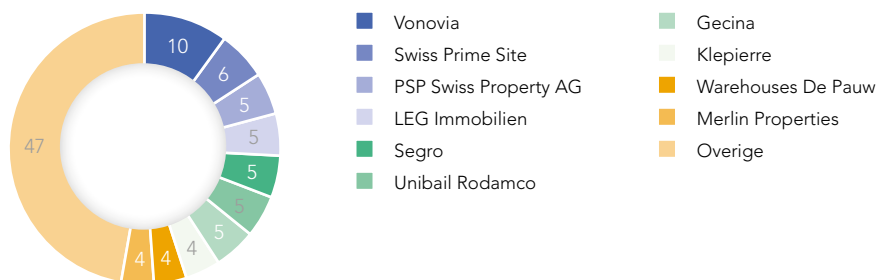 10
6
5
5
5
5
5
4
4
4
47
Vonovia
Swiss Prime Site
PSP Swiss Property AG
LEG Immobilien
Segro
Unibail Rodamco
Gecina
Klepierre
Warehouses De Pauw
Merlin Properties
Overige